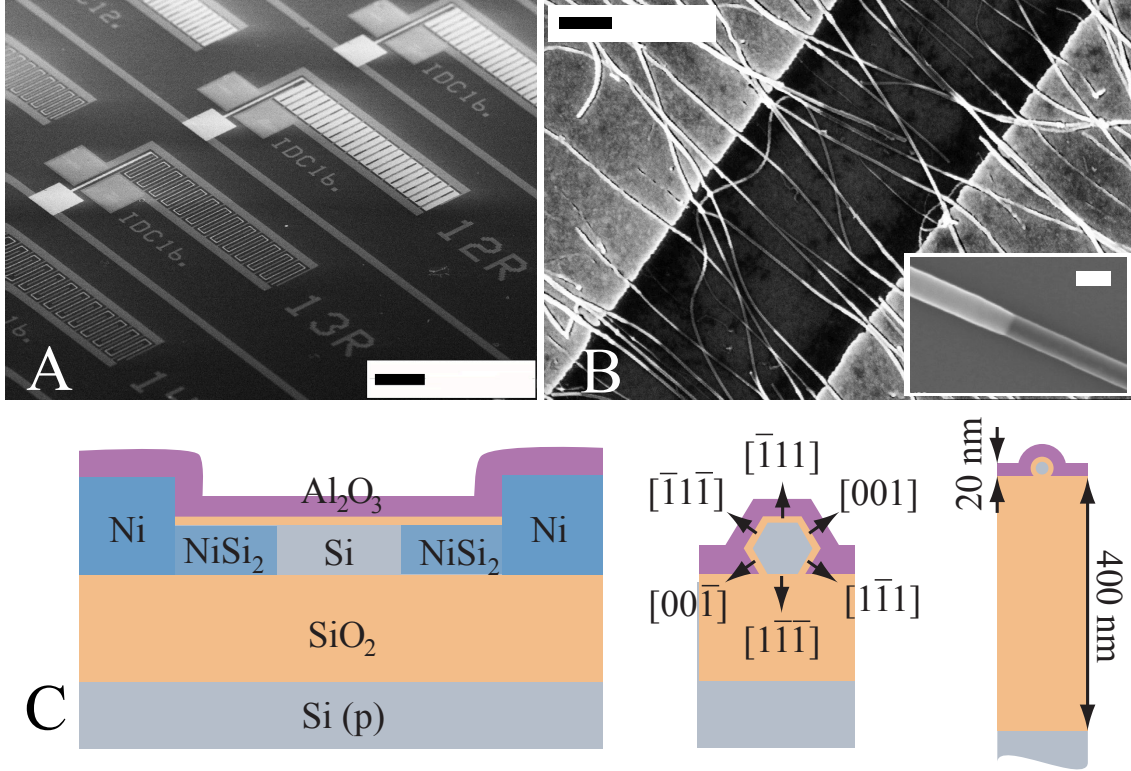 IDC12.
IDC1b.
IDC1b.
IDC1b.
12R
13R
A
B
Al₂O₃
Ni
NiSi₂
Si
NiSi₂
Ni
SiO₂
Si (p)
C
[1̅11]
[1̅11̅]
[001]
[001̅]
[11̅1]
[11̅1̅]
20 nm
400 nm